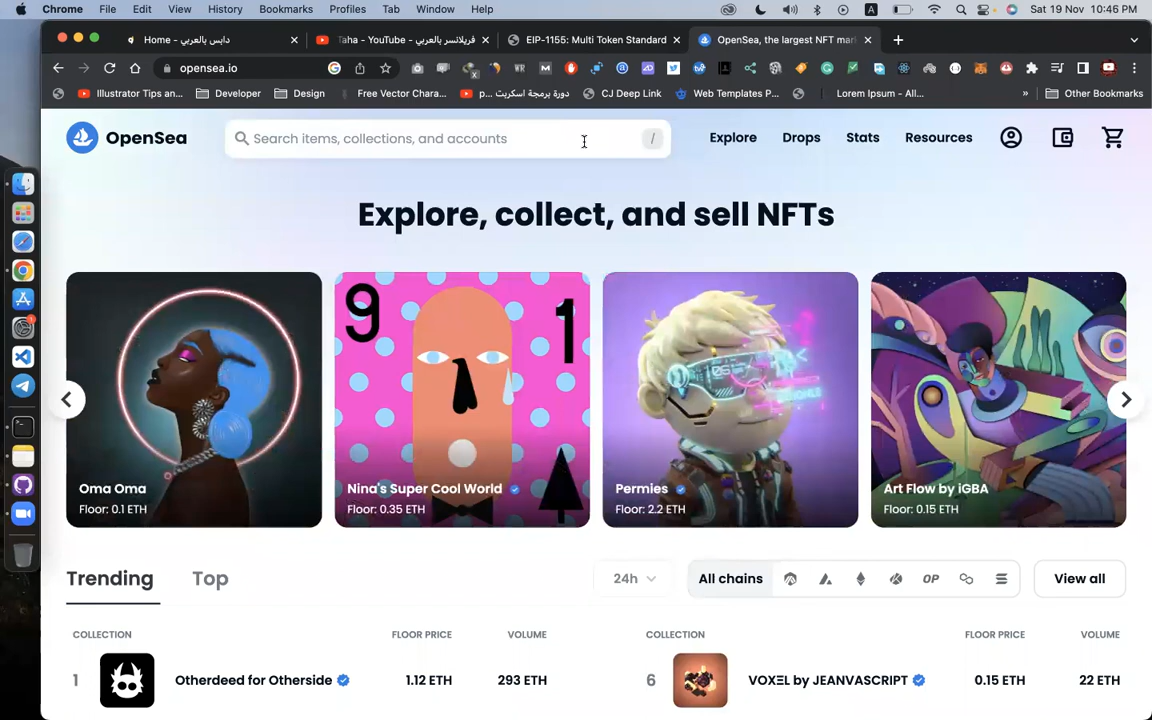 Chrome File Edit View History Bookmarks Profiles Tab Window Help
A
Sat 19 Nov 10:46 PM
دابس بالعربي - Home
فريلانسر بالعربي - Taha - YouTube
EIP-1155: Multi Token Standard
OpenSea, the largest NFT mar
opensea.io
Illustrator Tips an...
Developer
Design
Free Vector Chara...
دورة برمجة اسكريت ...p
CJ Deep Link
Web Templates P...
Lorem Ipsum - All...
»
Other Bookmarks
OpenSea
Search items, collections, and accounts
/
Explore
Drops
Stats
Resources
Explore, collect, and sell NFTs
9
1
Oma Oma
Floor: 0.1 ETH
Nina's Super Cool World
Floor: 0.35 ETH
Permies
Floor: 2.2 ETH
Art Flow by iGBA
Floor: 0.15 ETH
Trending
Top
24h
All chains
OP
View all
COLLECTION FLOOR PRICE VOLUME
COLLECTION FLOOR PRICE VOLUME
1 Otherdeed for Otherside 1.12 ETH 293 ETH
6 VOXΞL by JEANVASCRIPT 0.15 ETH 22 ETH